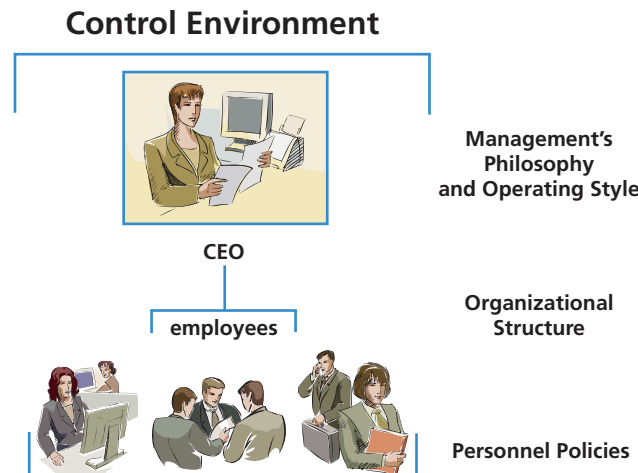 Control Environment
Management's
Philosophy
and Operating Style
CEO
Organizational
Structure
employees
Personnel Policies